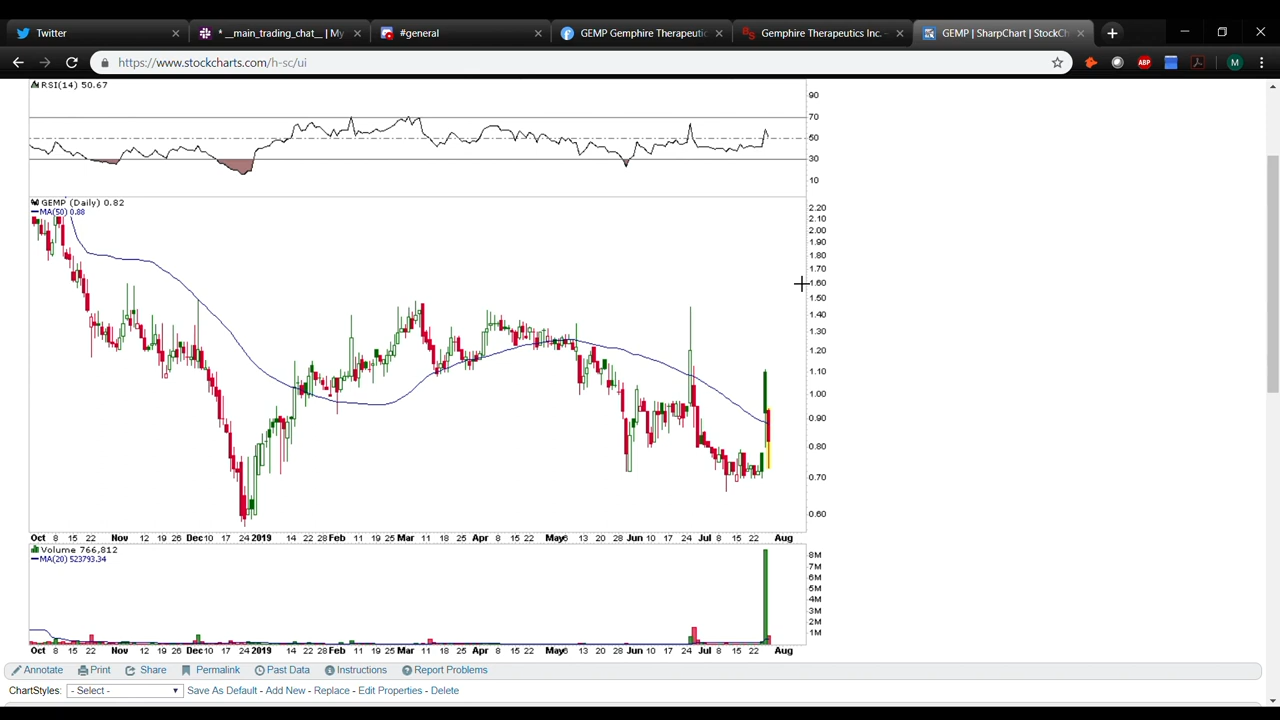 Twitter
* __main_trading_chat__ | My
#general
GEMP Gemphire Therapeutic
Gemphire Therapeutics Inc. -
GEMP | SharpChart | StockCh
https://www.stockcharts.com/h-sc/ui
ABP
M
RSI(14) 50.67
90
70
50
30
10
GEMP (Daily) 0.82
MA(50) 0.88
2.20
2.10
2.00
1.90
1.80
1.70
1.60
1.50
1.40
1.30
1.20
1.10
1.00
0.90
0.80
0.70
0.60
Oct 8 15 22 Nov 12 19 26 Dec 10 24 2019 14 22 28 Feb 11 19 25 Mar 11 18 25 Apr 8 15 22 May 6 13 20 Jun 10 17 24 Jul 8 15 22 Aug
Volume 766,812
MA(20) 523793.34
8M
7M
6M
5M
4M
3M
2M
1M
Oct 8 15 22 Nov 12 19 26 Dec 10 24 2019 14 22 28 Feb 11 19 25 Mar 11 18 25 Apr 8 15 22 May 6 13 20 Jun 10 17 24 Jul 8 15 22 Aug
Annotate Print Share Permalink Past Data Instructions Report Problems
ChartStyles: - Select - Save As Default - Add New - Replace - Edit Properties - Delete